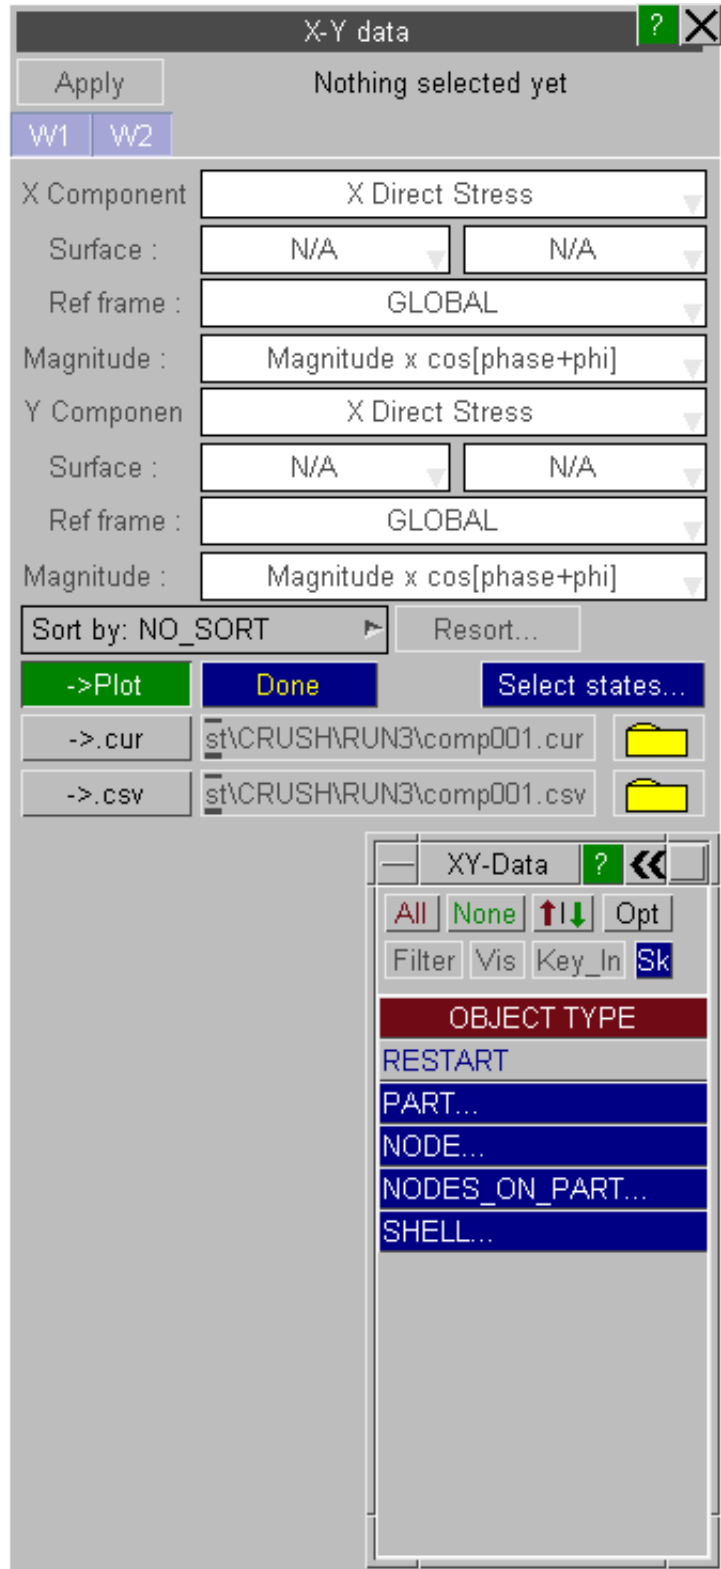 X-Y data ?
Apply Nothing selected yet
W1 W2
X Component X Direct Stress
Surface : N/A N/A
Ref frame : GLOBAL
Magnitude : Magnitude x cos[phase+phi]
Y Componen X Direct Stress
Surface : N/A N/A
Ref frame : GLOBAL
Magnitude : Magnitude x cos[phase+phi]
Sort by: NO_SORT Resort...
->Plot Done Select states...
->.cur st\CRUSH\RUN3\comp001.cur
->.csv st\CRUSH\RUN3\comp001.csv
XY-Data ?
All None Opt
Filter Vis Key_In Sk
OBJECT TYPE
RESTART
PART...
NODE...
NODES_ON_PART...
SHELL...